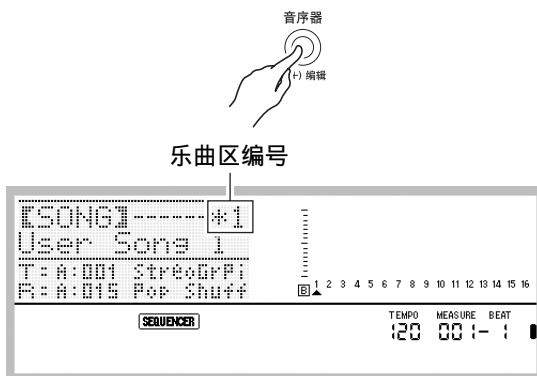 音序器
(+) 编辑
乐曲区编号
【SONG】------*1
User Song 1
T:A:001 StreoGrPi
R:A:015 Pop Shuff
B 1 2 3 4 5 6 7 8 9 10 11 12 13 14 15 16
SEQUENCER
TEMPO MEASURE BEAT
120 001- 1